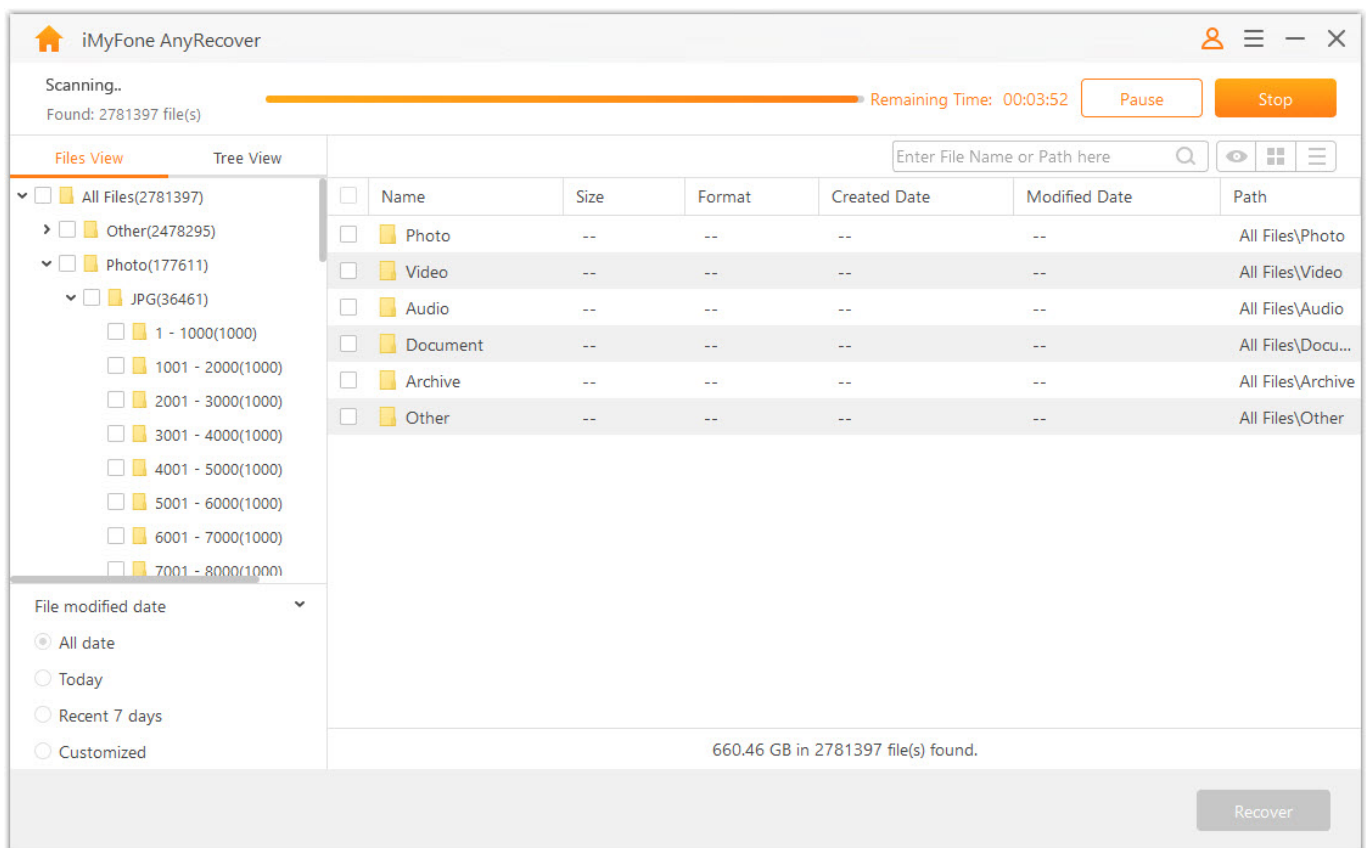 iMyFone AnyRecover
Scanning..
Found: 2781397 file(s)
Remaining Time: 00:03:52
Pause
Stop
Files View Tree View
Enter File Name or Path here
All Files(2781397)
Other(2478295)
Photo(177611)
JPG(36461)
1 - 1000(1000)
1001 - 2000(1000)
2001 - 3000(1000)
3001 - 4000(1000)
4001 - 5000(1000)
5001 - 6000(1000)
6001 - 7000(1000)
7001 - 8000(1000)
File modified date
All date
Today
Recent 7 days
Customized
Name Size Format Created Date Modified Date Path
Photo -- -- -- -- All Files\Photo
Video -- -- -- -- All Files\Video
Audio -- -- -- -- All Files\Audio
Document -- -- -- -- All Files\Docu...
Archive -- -- -- -- All Files\Archive
Other -- -- -- -- All Files\Other
660.46 GB in 2781397 file(s) found.
Recover